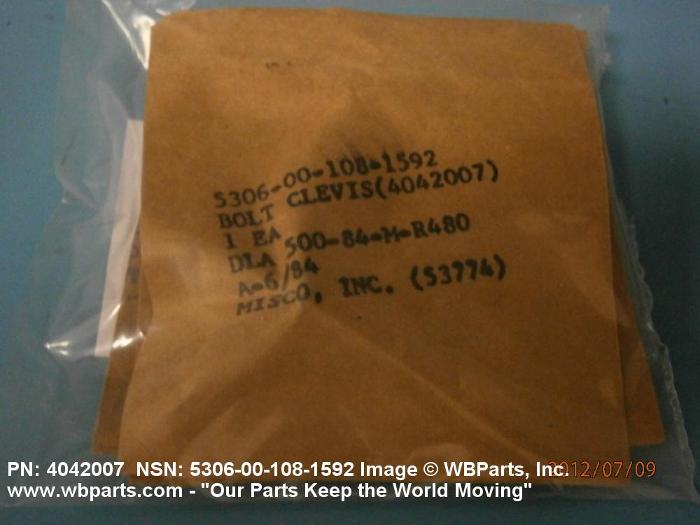 5306-00-108-1592
BOLT CLEVIS(4042007)
1 EA
DLA 500-84-M-R480
A-6/84
MISCO, INC. (53774)
PN: 4042007 NSN: 5306-00-108-1592 Image © WBParts, Inc.
2012/07/09
www.wbparts.com - "Our Parts Keep the World Moving"